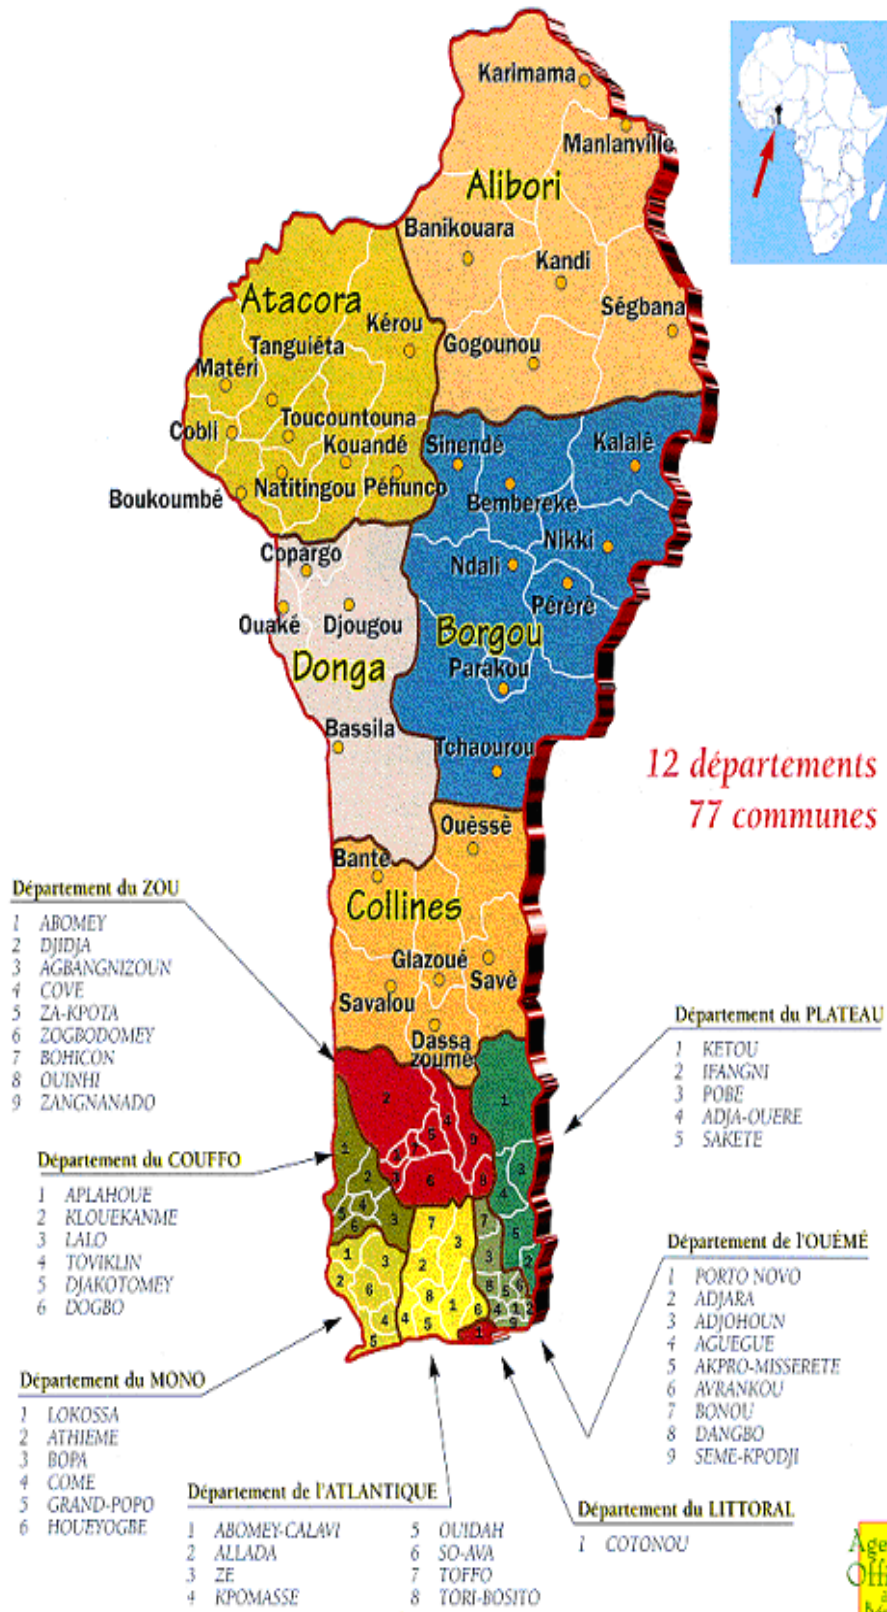 Karimama
Manlanville
Alibori
Banikouara
Kandi
Atacora
Ségbana
Kérou
Tanguiéta
Gogounou
Matéri
Toucountouna
Cobli
Kouandé
Sinendé
Kalalé
Natitingou
Péhunco
Boukoumbé
Bembereké
Nikki
Copargo
Ndali
Pérèrè
Ouaké
Djougou
Borgou
Donga
Parakou
Bassila
Tchaourou
12 départements
77 communes
Ouèssè
Bantè
Collines
Glazoué
Savè
Savalou
Dassa
zoumè
Département du ZOU
1 ABOMEY
2 DJIDJA
3 AGBANGNIZOUN
4 COVE
5 ZA-KPOTA
6 ZOGBODOMEY
7 BOHICON
8 OUINHI
9 ZANGNANADO
Département du PLATEAU
1 KETOU
2 IFANGNI
3 POBE
4 ADJA-OUERE
5 SAKETE
Département du COUFFO
1 APLAHOUE
2 KLOUEKANME
3 LALO
4 TOVIKLIN
5 DJAKOTOMEY
6 DOGBO
Département de l'OUÈMÉ
1 PORTO NOVO
2 ADJARA
3 ADJOHOUN
4 AGUEGUE
5 AKPRO-MISSERETE
6 AVRANKOU
7 BONOU
8 DANGBO
9 SEME-KPODJI
Département du MONO
1 LOKOSSA
2 ATHIEME
3 BOPA
4 COME
5 GRAND-POPO
6 HOUEYOGBE
Département de l'ATLANTIQUE
1 ABOMEY-CALAVI
2 ALLADA
3 ZE
4 KPOMASSE
5 OUIDAH
6 SO-AVA
7 TOFFO
8 TORI-BOSITO
Département du LITTORAL
1 COTONOU